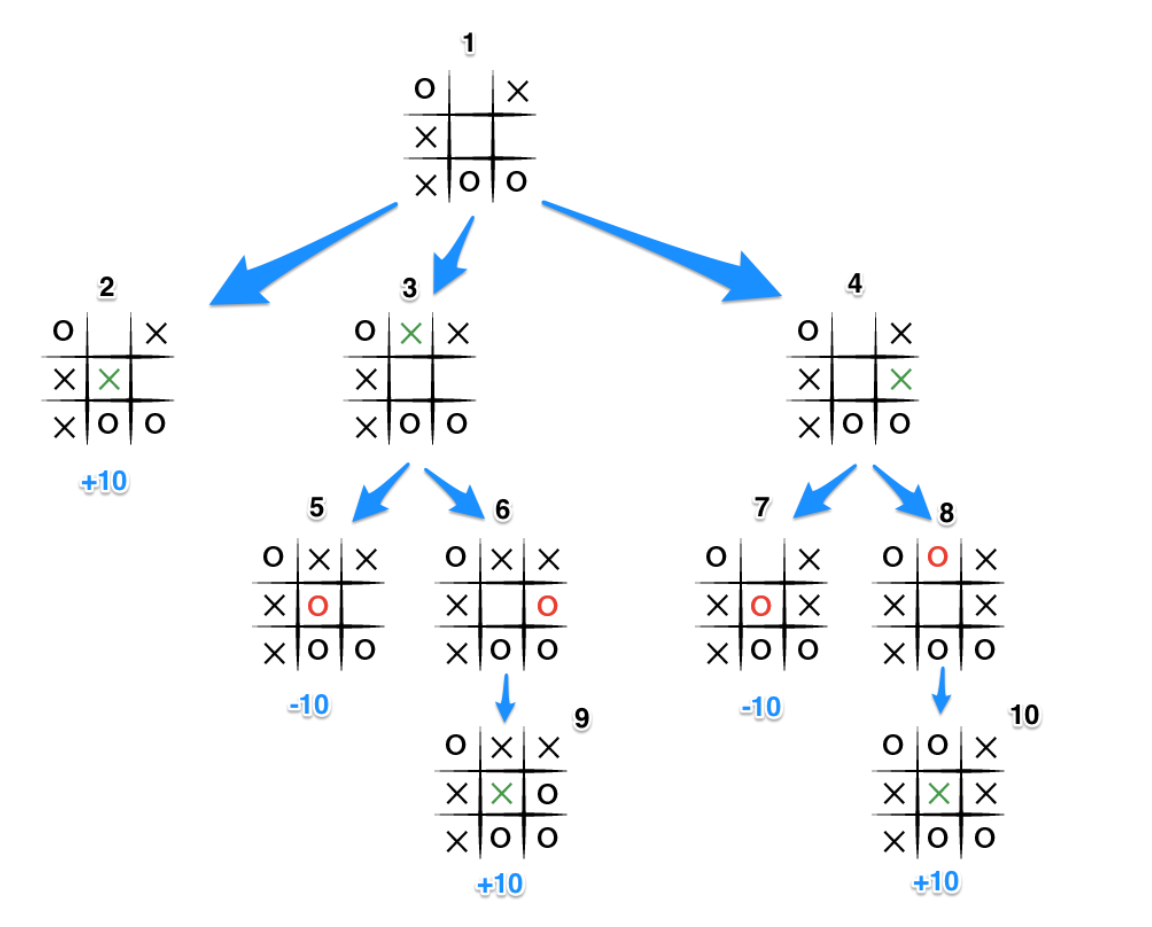 1
O X
X
X O O
2 3 4
O X O X X O X
X X X X X
X O O X O O X O O
+10
5 6 7 8
O X X O X X O X O O X
X O X O X O X X X
X O O X O O X O O X O O
-10 -10
9 10
O X X O O X
X X O X X X
X O O X O O
+10 +10